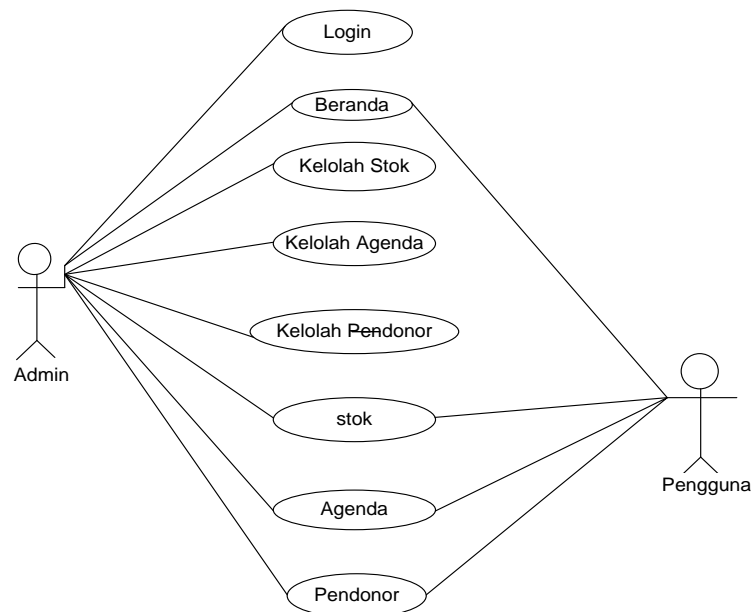 Login
Beranda
Kelolah Stok
Kelolah Agenda
Kelolah Pendonor
Admin
stok
Pengguna
Agenda
Pendonor